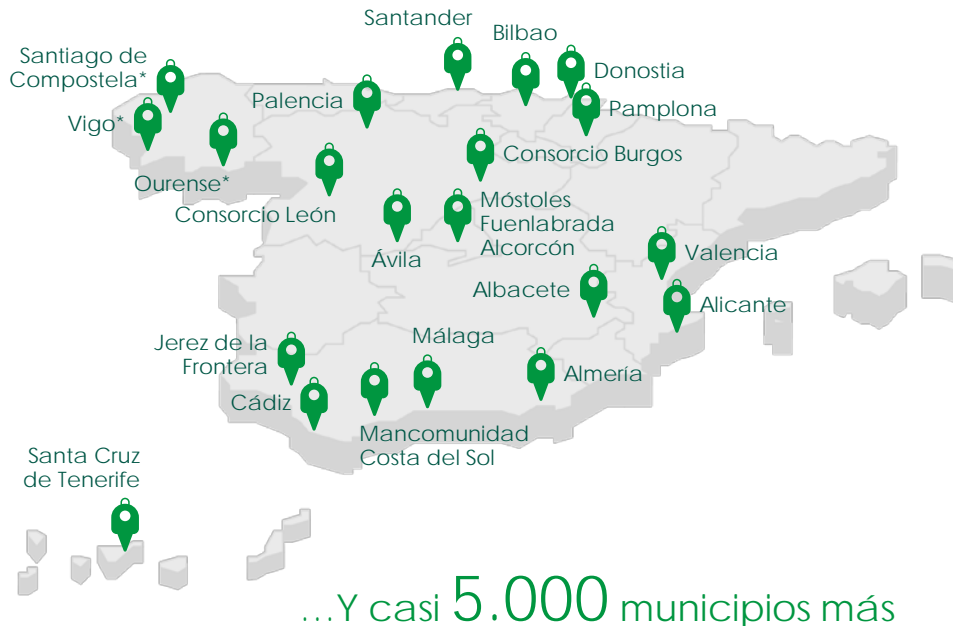 Santander
Bilbao
Santiago de
Compostela*
Donostia
Palencia
Pamplona
Vigo*
Consorcio Burgos
Ourense*
Consorcio León
Móstoles
Fuenlabrada
Alcorcón
Ávila
Valencia
Albacete
Alicante
Jerez de la
Frontera
Málaga
Almería
Cádiz
Mancomunidad
Costa del Sol
Santa Cruz
de Tenerife
...Y casi 5.000 municipios más